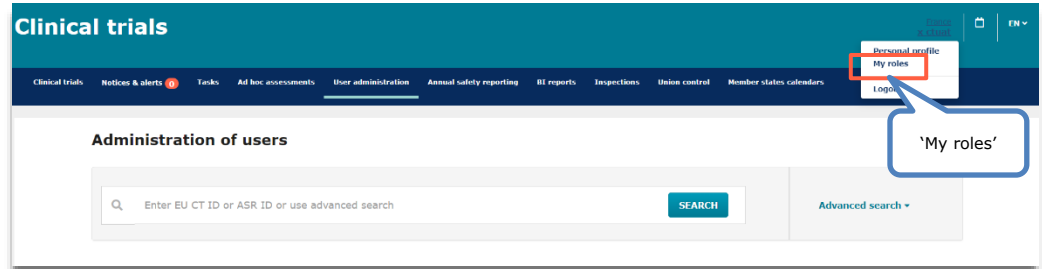 Clinical trials
EN
Personal profile
My roles
Logout
Clinical trials Notices & alerts 0 Tasks Ad hoc assessments User administration Annual safety reporting BI reports Inspections Union control Member states calendars
Administration of users
‘My roles’
Enter EU CT ID or ASR ID or use advanced search SEARCH Advanced search